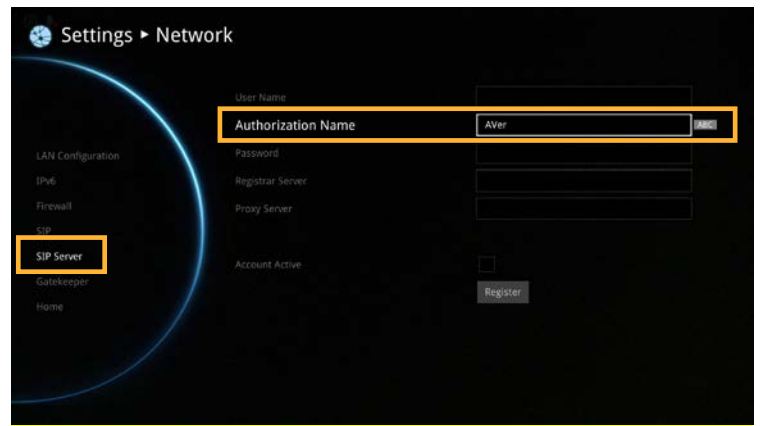 Settings ▸ Network
User Name
Authorization Name AVer ABC
LAN Configuration
Password
IPv6
Registrar Server
Firewall
Proxy Server
SIP
SIP Server
Account Active
Gatekeeper
Register
Home